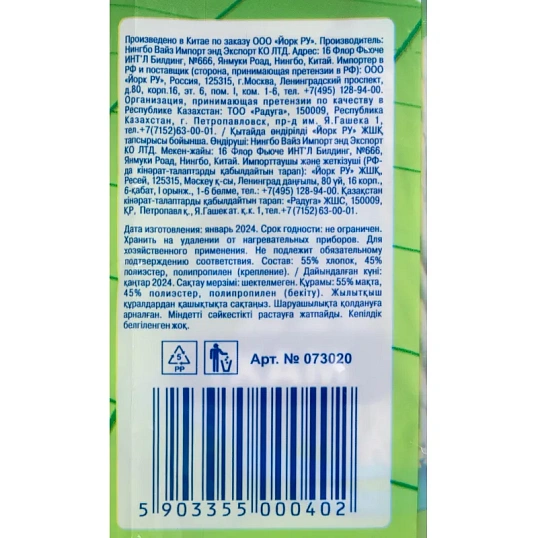 Произведено в Китае по заказу ООО «Йорк РУ». Производитель:
Нингбо Вайз Импорт энд Экспорт КО ЛТД. Адрес: 16 Флор Фьюче
ИНТ'Л Билдинг, №666, Янмуки Роад, Нингбо, Китай. Импортер в
РФ и поставщик (сторона, принимающая претензии в РФ): ООО
«Йорк РУ», Россия, 125315, г.Москва, Ленинградский проспект,
д.80, корп.16, эт. 6, пом. I, ком. 1-6, тел. +7(495) 128-94-00.
Организация, принимающая претензии по качеству в
Республике Казахстан: ТОО «Радуга», 150009, Республика
Казахстан, г. Петропавловск, пр-д им. Я.Гашека 1,
тел.+7(7152)63-00-01. / Қытайда өндірілді «Йорк РУ» ЖШҚ
тапсырысы бойынша. Өндіруші: Нингбо Вайз Импорт энд Экспорт
КО ЛТД. Мекен-жайы: 16 Флор Фьюче ИНТ'Л Билдинг, №666,
Янмуки Роад, Нингбо, Китай. Импорттаушы және жеткізуші (РФ-
да кінәрат-талаптарды қабылдайтын тарап): «Йорк РУ» ЖШҚ,
Ресей, 125315, Мәскеу қ-сы, Ленинград даңғылы, 80 үй, 16 корп.,
6-қабат, I орынж., 1-6 бөлме, тел.: +7(495) 128-94-00. Қазақстан
кінәрат-талаптарды қабылдайтын тарап: «Радуга» ЖШС, 150009,
ҚР, Петропавл қ., Я.Гашек ат. қ.к. 1, тел.+7 (7152) 63-00-01.
Дата изготовления: январь 2024. Срок годности: не ограничен.
Хранить на удалении от нагревательных приборов. Для
хозяйственного применения. Не подлежит обязательному
подтверждению соответствия. Состав: 55% хлопок, 45%
полиэстер, полипропилен (крепление). / Дайындалған күні:
қаңтар 2024. Сақтау мерзімі: шектелмеген. Құрамы: 55% мақта,
45% полиэстер, полипропилен (бекіту). Жылытқыш
құралдардан қашықтықта сақтаңыз. Шаруашылықта қолдануға
арналған. Міндетті сәйкестікті растауға жатпайды. Кепілдік
белгіленген жоқ.
5
PP
Арт. № 073020
5 903355 000402